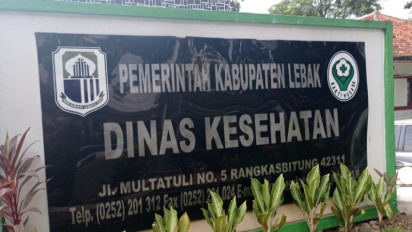 PEMERINTAH KABUPATEN LEBAK
DINAS KESEHATAN
JL. MULTATULI NO. 5 RANGKASBITUNG 42311
Telp. (0252) 201 312 Fax (0252) 201 024 E-m